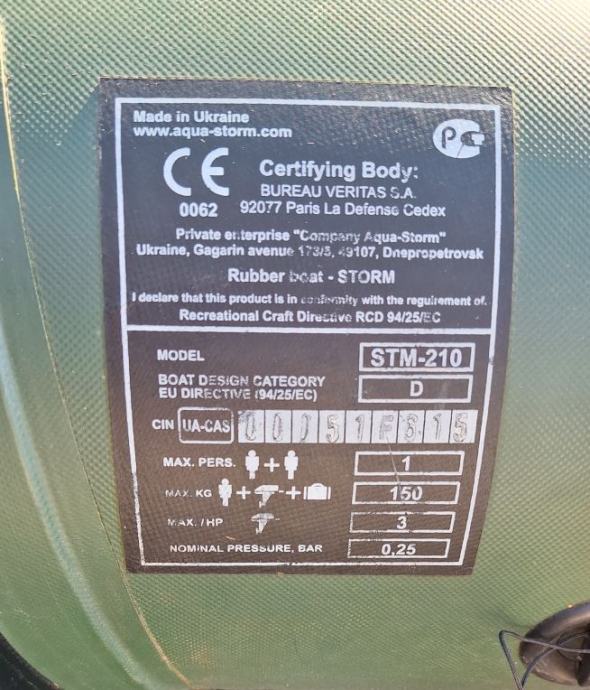 Made in Ukraine
www.aqua-storm.com
CE
0062
Certifying Body:
BUREAU VERITAS S.A.
92077 Paris La Defense Cedex
Private enterprise "Company Aqua-Storm"
Ukraine, Gagarin avenue 173/5, 49107, Dnepropetrovsk
Rubber boat - STORM
I declare that this product is in conformity with the requirement of.
Recreational Craft Directive RCD 94/25/EC
MODEL STM-210
BOAT DESIGN CATEGORY D
EU DIRECTIVE (94/25/EC)
CIN UA-CAS
MAX. PERS. + 1
MAX. KG + + 150
MAX. /HP 3
NOMINAL PRESSURE, BAR 0,25